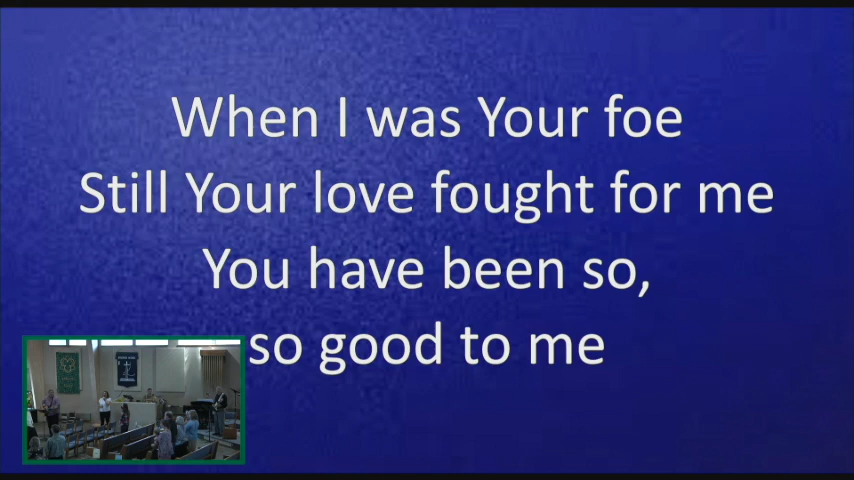 When I was Your foe
Still Your love fought for me
You have been so,
so good to me